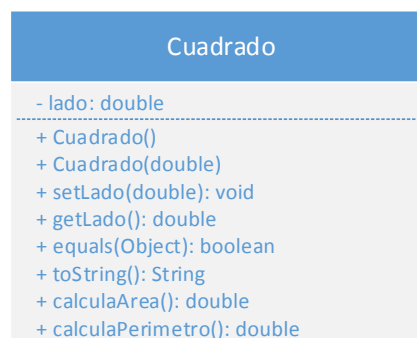 Cuadrado
- lado: double
+ Cuadrado()
+ Cuadrado(double)
+ setLado(double): void
+ getLado(): double
+ equals(Object): boolean
+ toString(): String
+ calculaArea(): double
+ calculaPerimetro(): double